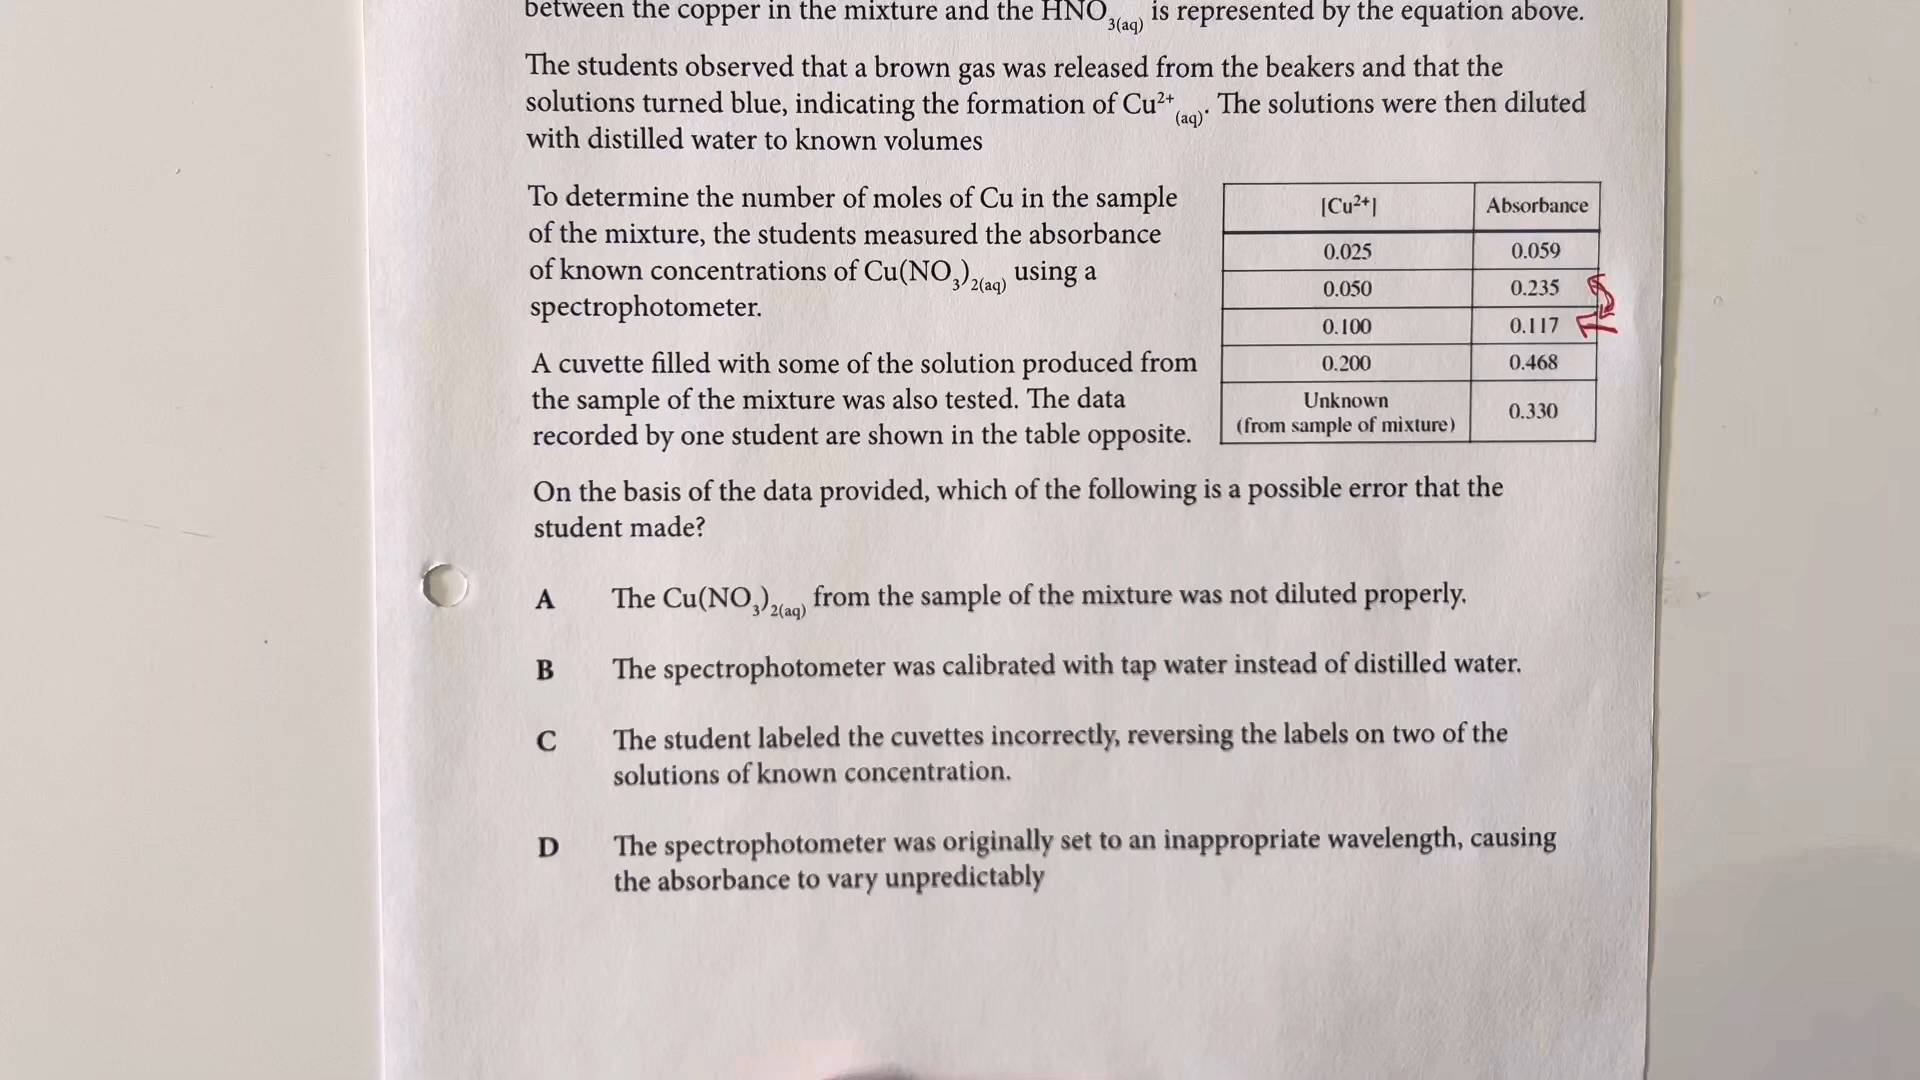 between the copper in the mixture and the HNO3(aq) is represented by the equation above.
The students observed that a brown gas was released from the beakers and that the
solutions turned blue, indicating the formation of Cu²⁺(aq). The solutions were then diluted
with distilled water to known volumes
To determine the number of moles of Cu in the sample
of the mixture, the students measured the absorbance
of known concentrations of Cu(NO3)2(aq) using a
spectrophotometer.
A cuvette filled with some of the solution produced from
the sample of the mixture was also tested. The data
recorded by one student are shown in the table opposite.
[Cu²⁺] Absorbance
0.025 0.059
0.050 0.235
0.100 0.117
0.200 0.468
Unknown
(from sample of mixture) 0.330
On the basis of the data provided, which of the following is a possible error that the
student made?
A The Cu(NO3)2(aq) from the sample of the mixture was not diluted properly.
B The spectrophotometer was calibrated with tap water instead of distilled water.
C The student labeled the cuvettes incorrectly, reversing the labels on two of the
solutions of known concentration.
D The spectrophotometer was originally set to an inappropriate wavelength, causing
the absorbance to vary unpredictably